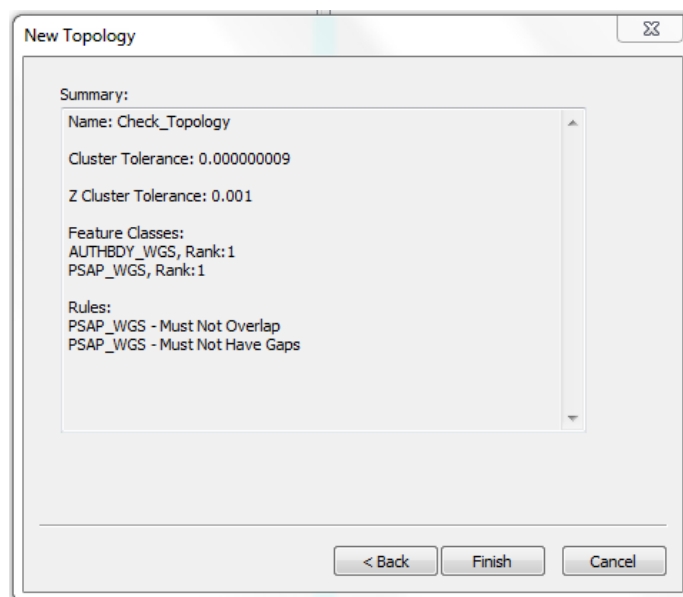 New Topology
Summary:
Name: Check_Topology
Cluster Tolerance: 0.000000009
Z Cluster Tolerance: 0.001
Feature Classes:
AUTHBDY_WGS, Rank:1
PSAP_WGS, Rank:1
Rules:
PSAP_WGS - Must Not Overlap
PSAP_WGS - Must Not Have Gaps
< Back
Finish
Cancel